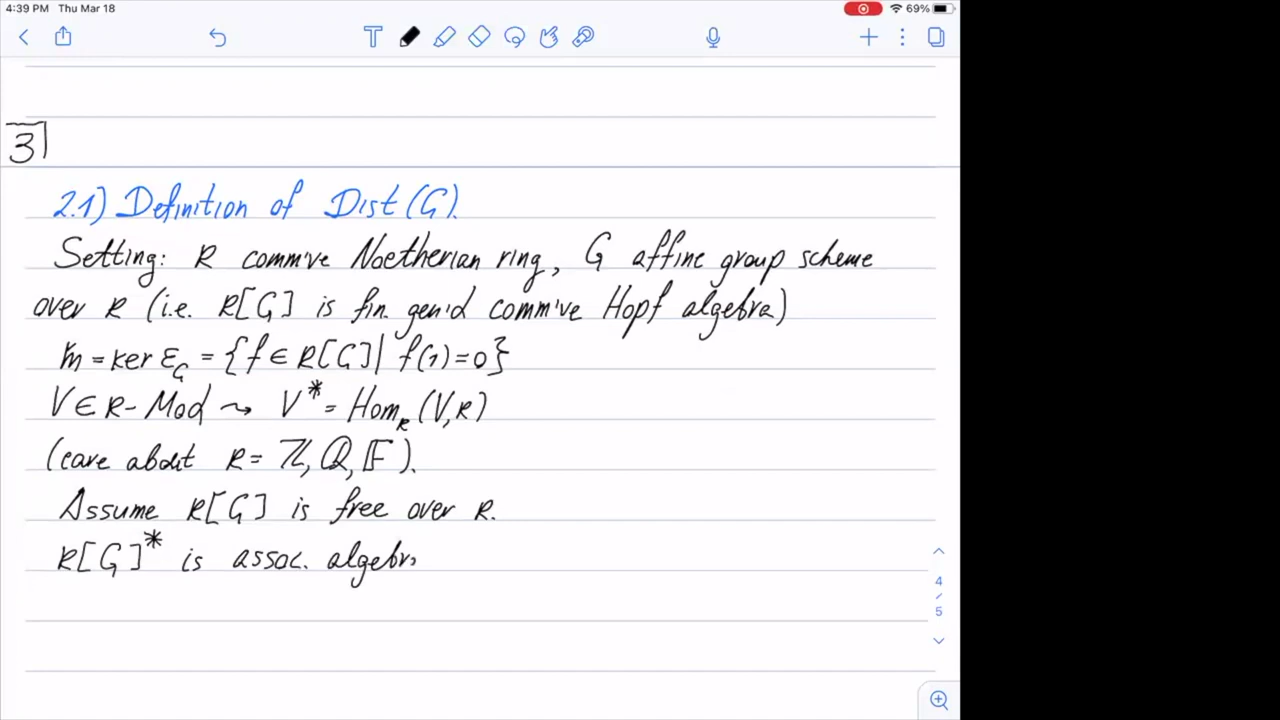 4:39 PM Thu Mar 18
69%
3
2.1) Definition of Dist(G).
Setting: R comm've Noetherian ring, G affine group scheme
over R (i.e. R[G] is fin. gen'd comm've Hopf algebra)
m = ker ε_G = {f ∈ R[G] | f(1)=0}
V ∈ R-Mod ⇝ V* = Hom_R(V,R)
(care about R = ℤ, ℚ, 𝔽).
Assume R[G] is free over R.
R[G]* is assoc. algebra
4
/
5